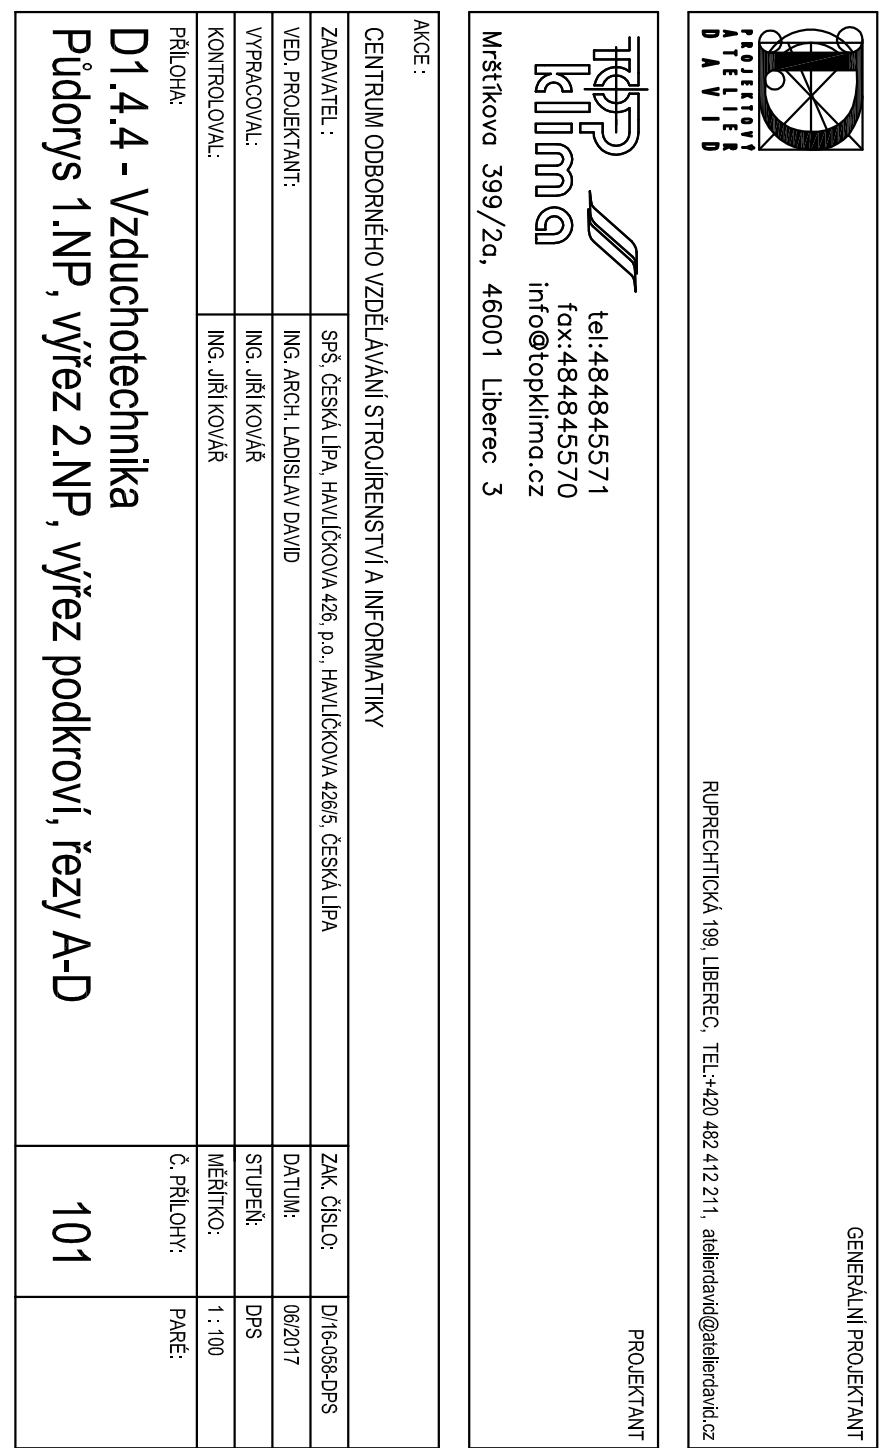 GENERÁLNÍ PROJEKTANT
PROJEKTOVÝ
ATELIER
DAVID
RUPRECHTICKÁ 199, LIBEREC, TEL:+420 482 412 211, atelierdavid@atelierdavid.cz
PROJEKTANT
TOP
klima
tel:484845571
fax:484845570
info@topklima.cz
Mrštíkova 399/2a, 46001 Liberec 3
AKCE :
CENTRUM ODBORNÉHO VZDĚLÁVÁNÍ STROJÍRENSTVÍ A INFORMATIKY
ZADAVATEL : SPŠ, ČESKÁ LÍPA, HAVLÍČKOVA 426, p.o., HAVLÍČKOVA 426/5, ČESKÁ LÍPA ZAK. ČÍSLO: D/16-058-DPS
VED. PROJEKTANT: ING. ARCH. LADISLAV DAVID DATUM: 06/2017
VYPRACOVAL: ING. JIŘÍ KOVÁŘ STUPEŇ: DPS
KONTROLOVAL: ING. JIŘÍ KOVÁŘ MĚŘÍTKO: 1 : 100
PŘÍLOHA: Č. PŘÍLOHY: PARÉ:
D1.4.4 - Vzduchotechnika
Půdorys 1.NP, výřez 2.NP, výřez podkroví, řezy A-D 101